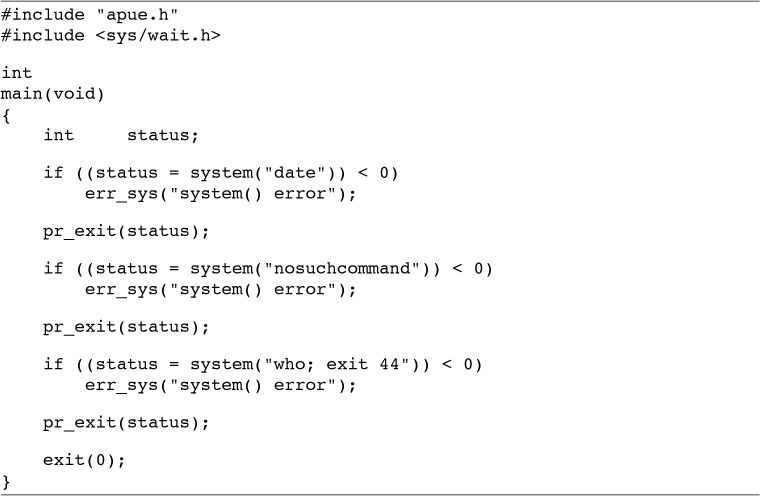 #include "apue.h"
#include <sys/wait.h>

int
main(void)
{
    int     status;

    if ((status = system("date")) < 0)
        err_sys("system() error");

    pr_exit(status);

    if ((status = system("nosuchcommand")) < 0)
        err_sys("system() error");

    pr_exit(status);

    if ((status = system("who; exit 44")) < 0)
        err_sys("system() error");

    pr_exit(status);

    exit(0);
}